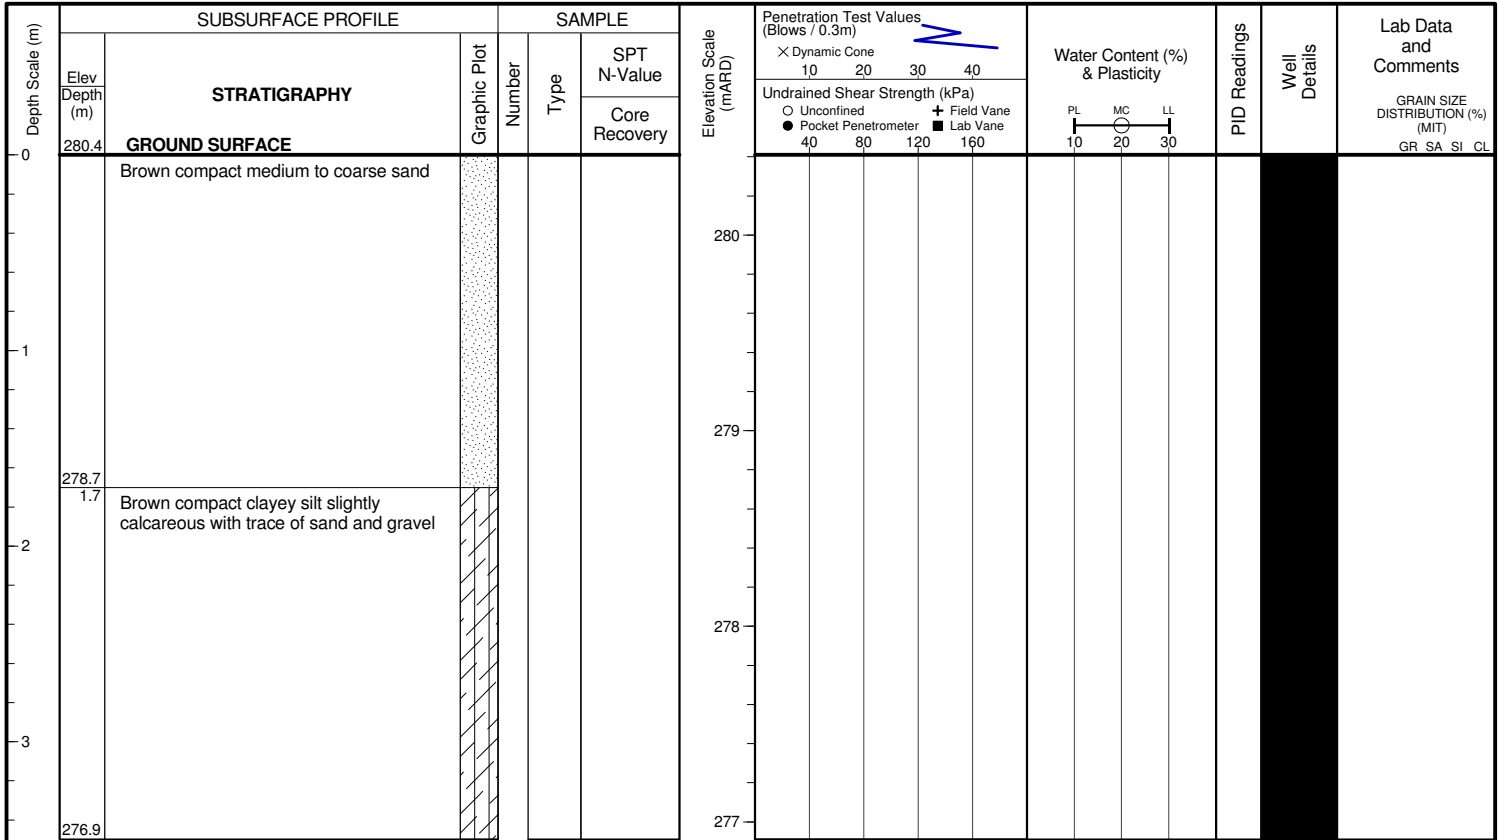 Depth Scale (m)
SUBSURFACE PROFILE
Elev
Depth
(m)
STRATIGRAPHY
280.4
GROUND SURFACE
Graphic Plot
SAMPLE
Number
Type
SPT
N-Value
Core
Recovery
Elevation Scale
(mARD)
Penetration Test Values
(Blows / 0.3m)
Dynamic Cone
10 20 30 40
Undrained Shear Strength (kPa)
Unconfined
Field Vane
Pocket Penetrometer
Lab Vane
40 80 120 160
Water Content (%)
& Plasticity
PL MC LL
10 20 30
PID Readings
Well
Details
Lab Data
and
Comments
GRAIN SIZE
DISTRIBUTION (%)
(MIT)
GR SA SI CL
0
Brown compact medium to coarse sand
280
1
279
278.7
1.7
Brown compact clayey silt slightly
calcareous with trace of sand and gravel
2
278
3
277
276.9